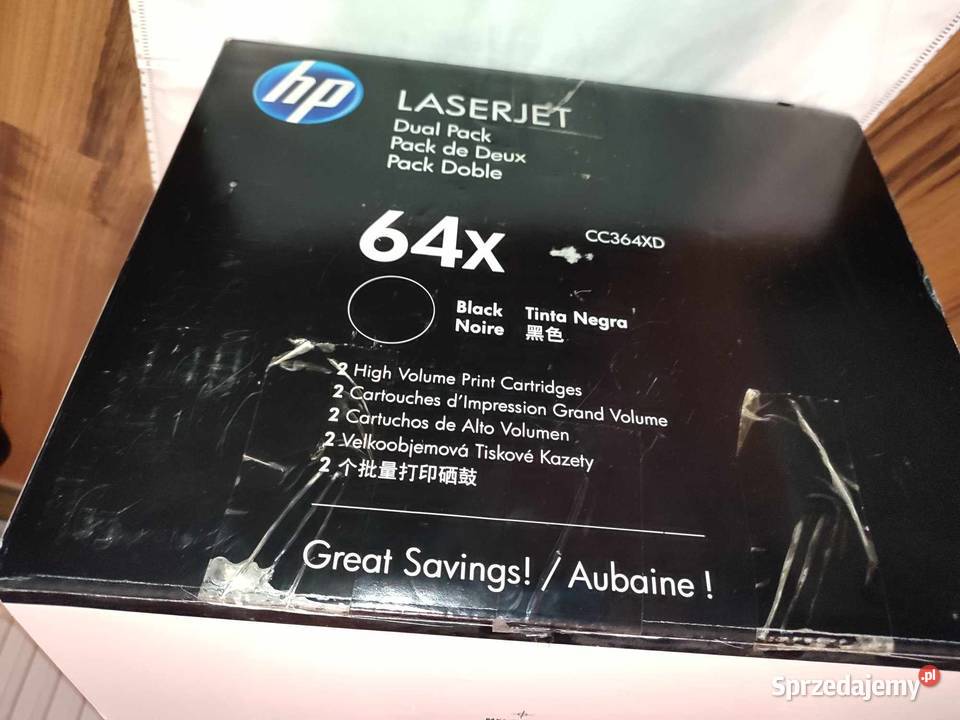 hp
LASERJET
Dual Pack
Pack de Deux
Pack Doble
64X
CC364XD
Black Tinta Negra
Noire 黑色
2 High Volume Print Cartridges
2 Cartouches d'Impression Grand Volume
2 Cartuchos de Alto Volumen
2 Velkoobjemová Tiskové Kazety
2 个批量打印硒鼓
Great Savings! / Aubaine !
Sprzedajemy.pl